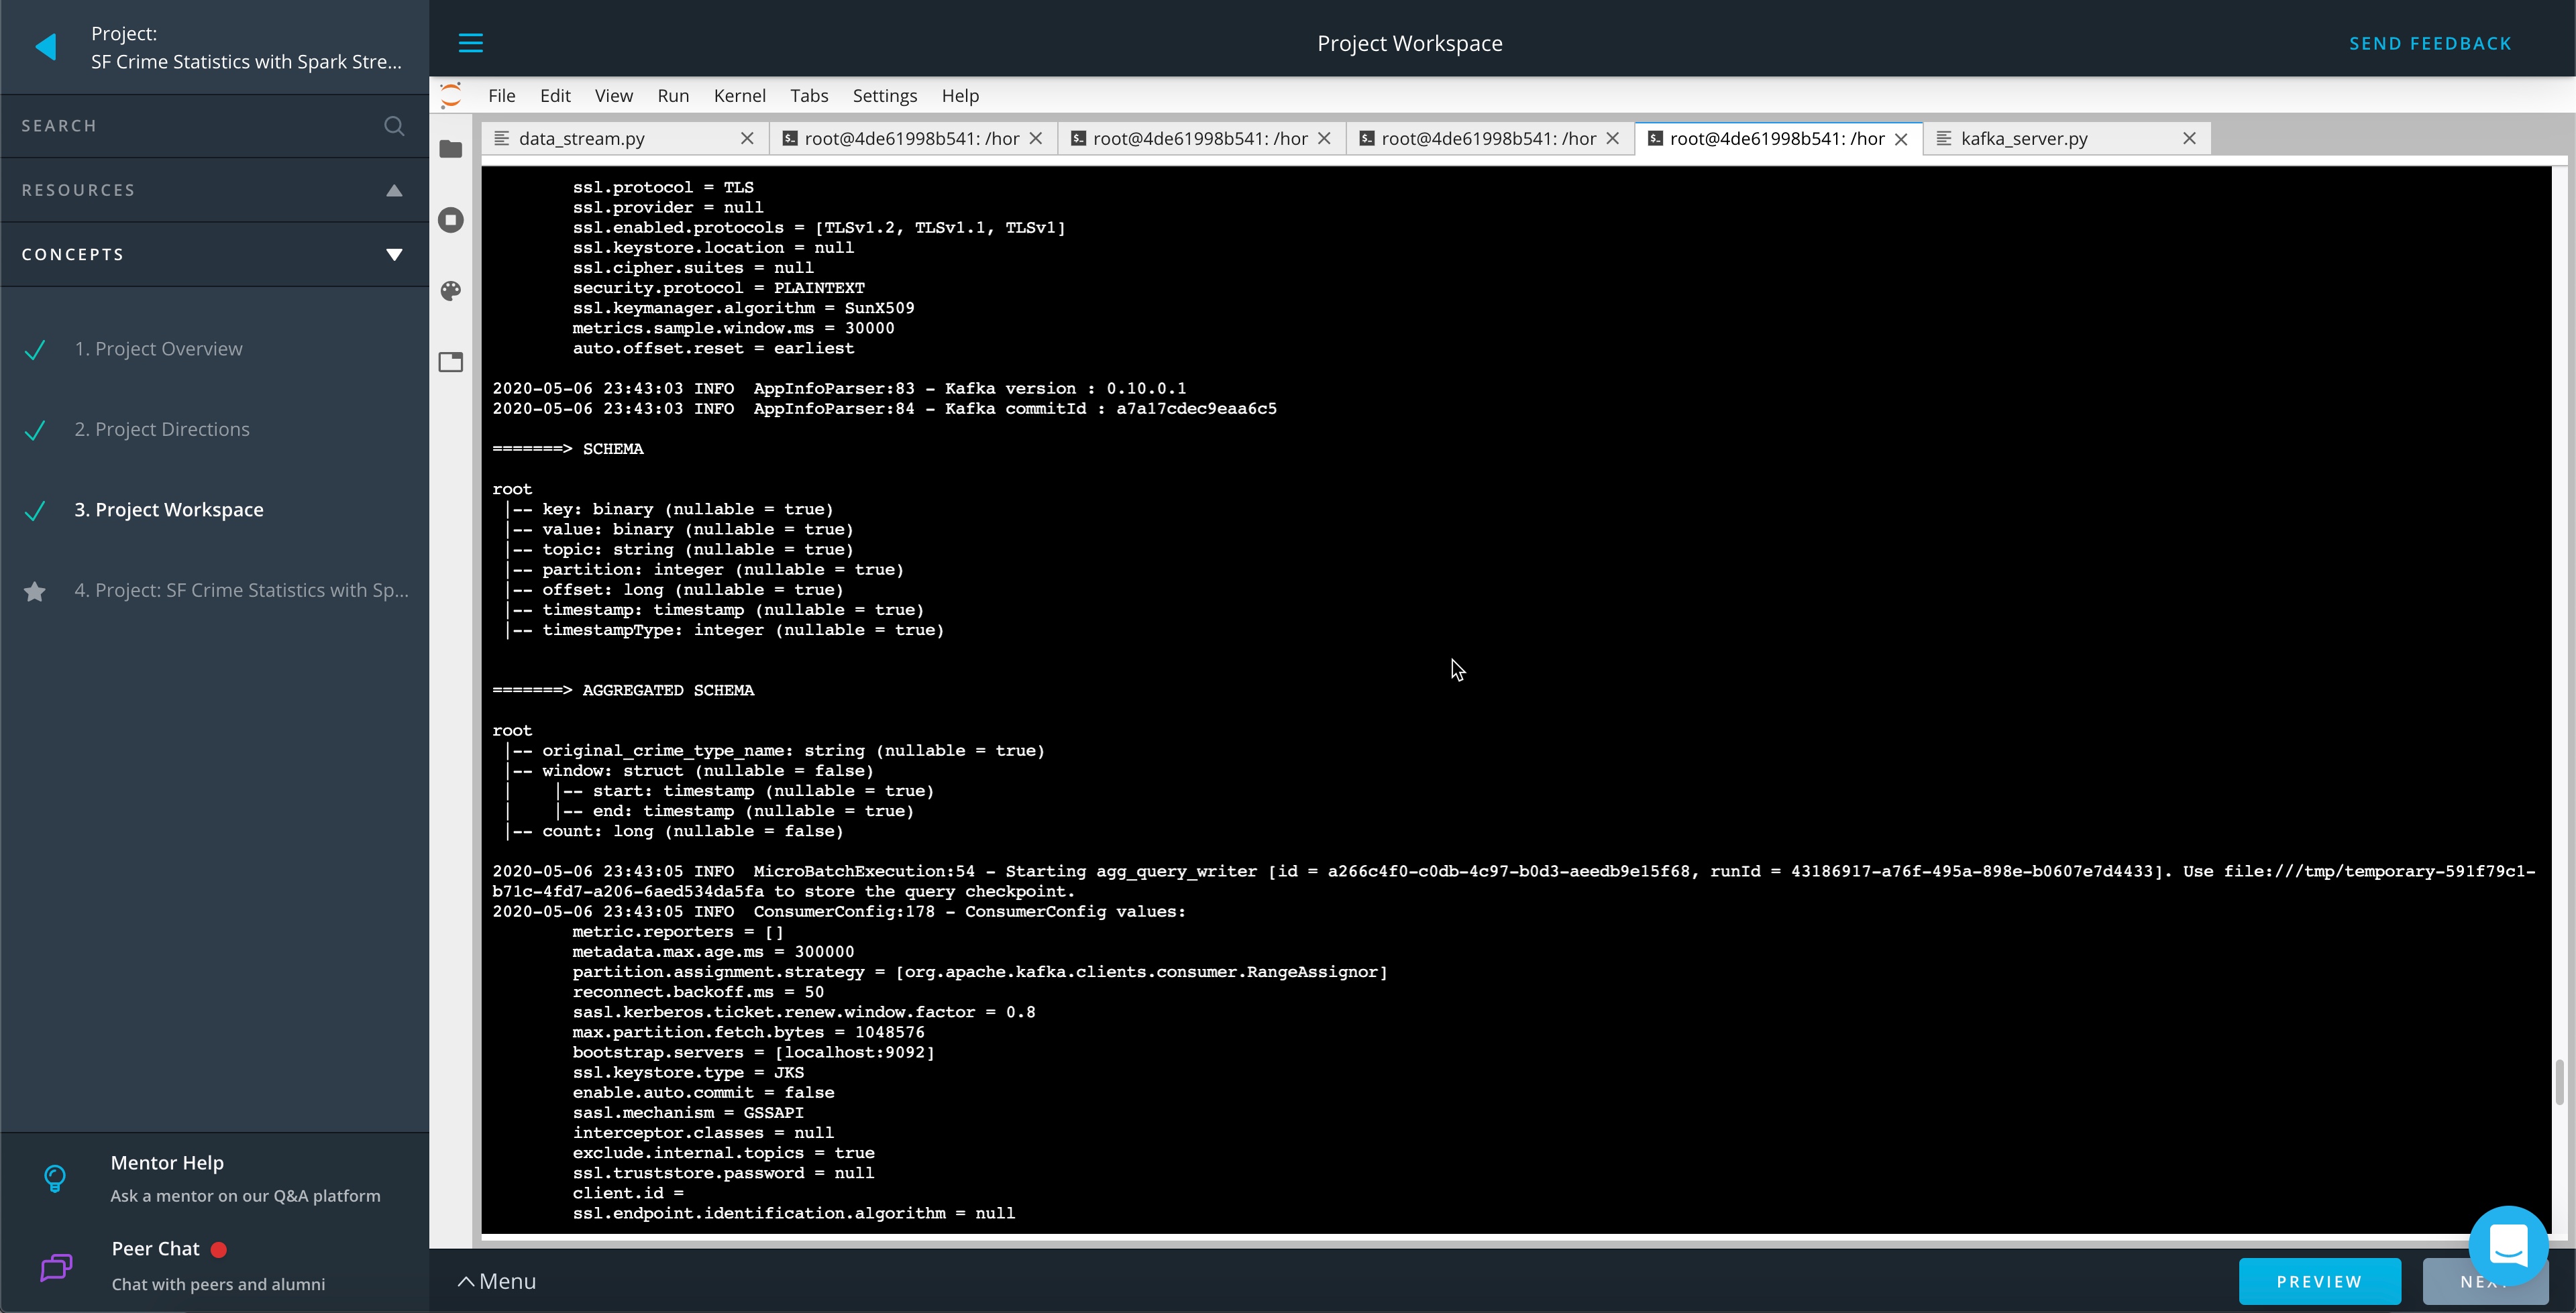 Project:
SF Crime Statistics with Spark Stre...
SEARCH
RESOURCES
CONCEPTS
1. Project Overview
2. Project Directions
3. Project Workspace
4. Project: SF Crime Statistics with Sp...
Mentor Help
Ask a mentor on our Q&A platform
Peer Chat
Chat with peers and alumni
Project Workspace
SEND FEEDBACK
File Edit View Run Kernel Tabs Settings Help
data_stream.py root@4de61998b541: /hor root@4de61998b541: /hor root@4de61998b541: /hor root@4de61998b541: /hor kafka_server.py
ssl.protocol = TLS
ssl.provider = null
ssl.enabled.protocols = [TLSv1.2, TLSv1.1, TLSv1]
ssl.keystore.location = null
ssl.cipher.suites = null
security.protocol = PLAINTEXT
ssl.keymanager.algorithm = SunX509
metrics.sample.window.ms = 30000
auto.offset.reset = earliest
2020-05-06 23:43:03 INFO  AppInfoParser:83 - Kafka version : 0.10.0.1
2020-05-06 23:43:03 INFO  AppInfoParser:84 - Kafka commitId : a7a17cdec9eaa6c5
=======> SCHEMA
root
|-- key: binary (nullable = true)
|-- value: binary (nullable = true)
|-- topic: string (nullable = true)
|-- partition: integer (nullable = true)
|-- offset: long (nullable = true)
|-- timestamp: timestamp (nullable = true)
|-- timestampType: integer (nullable = true)
=======> AGGREGATED SCHEMA
root
|-- original_crime_type_name: string (nullable = true)
|-- window: struct (nullable = false)
|    |-- start: timestamp (nullable = true)
|    |-- end: timestamp (nullable = true)
|-- count: long (nullable = false)
2020-05-06 23:43:05 INFO  MicroBatchExecution:54 - Starting agg_query_writer [id = a266c4f0-c0db-4c97-b0d3-aeedb9e15f68, runId = 43186917-a76f-495a-898e-b0607e7d4433]. Use file:///tmp/temporary-591f79c1-
b71c-4fd7-a206-6aed534da5fa to store the query checkpoint.
2020-05-06 23:43:05 INFO  ConsumerConfig:178 - ConsumerConfig values:
metric.reporters = []
metadata.max.age.ms = 300000
partition.assignment.strategy = [org.apache.kafka.clients.consumer.RangeAssignor]
reconnect.backoff.ms = 50
sasl.kerberos.ticket.renew.window.factor = 0.8
max.partition.fetch.bytes = 1048576
bootstrap.servers = [localhost:9092]
ssl.keystore.type = JKS
enable.auto.commit = false
sasl.mechanism = GSSAPI
interceptor.classes = null
exclude.internal.topics = true
ssl.truststore.password = null
client.id =
ssl.endpoint.identification.algorithm = null
Menu
PREVIEW